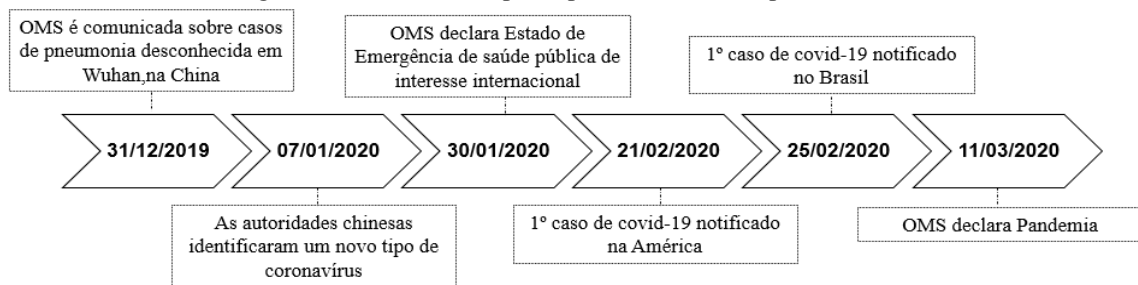 OMS é comunicada sobre casos
de pneumonia desconhecida em
Wuhan,na China
OMS declara Estado de
Emergência de saúde pública de
interesse internacional
1º caso de covid-19 notificado
no Brasil
31/12/2019
07/01/2020
30/01/2020
21/02/2020
25/02/2020
11/03/2020
As autoridades chinesas
identificaram um novo tipo de
coronavírus
1º caso de covid-19 notificado
na América
OMS declara Pandemia